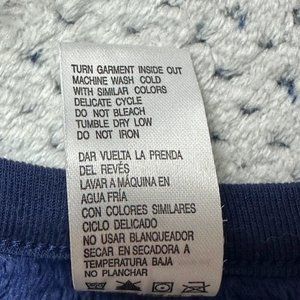 TURN GARMENT INSIDE OUT
MACHINE WASH COLD
WITH SIMILAR COLORS
DELICATE CYCLE
DO NOT BLEACH
TUMBLE DRY LOW
DO NOT IRON
DAR VUELTA LA PRENDA
DEL REVÉS
LAVAR A MÁQUINA EN
AGUA FRÍA
CON COLORES SIMILARES
CICLO DELICADO
NO USAR BLANQUEADOR
SECAR EN SECADORA A
TEMPERATURA BAJA
NO PLANCHAR